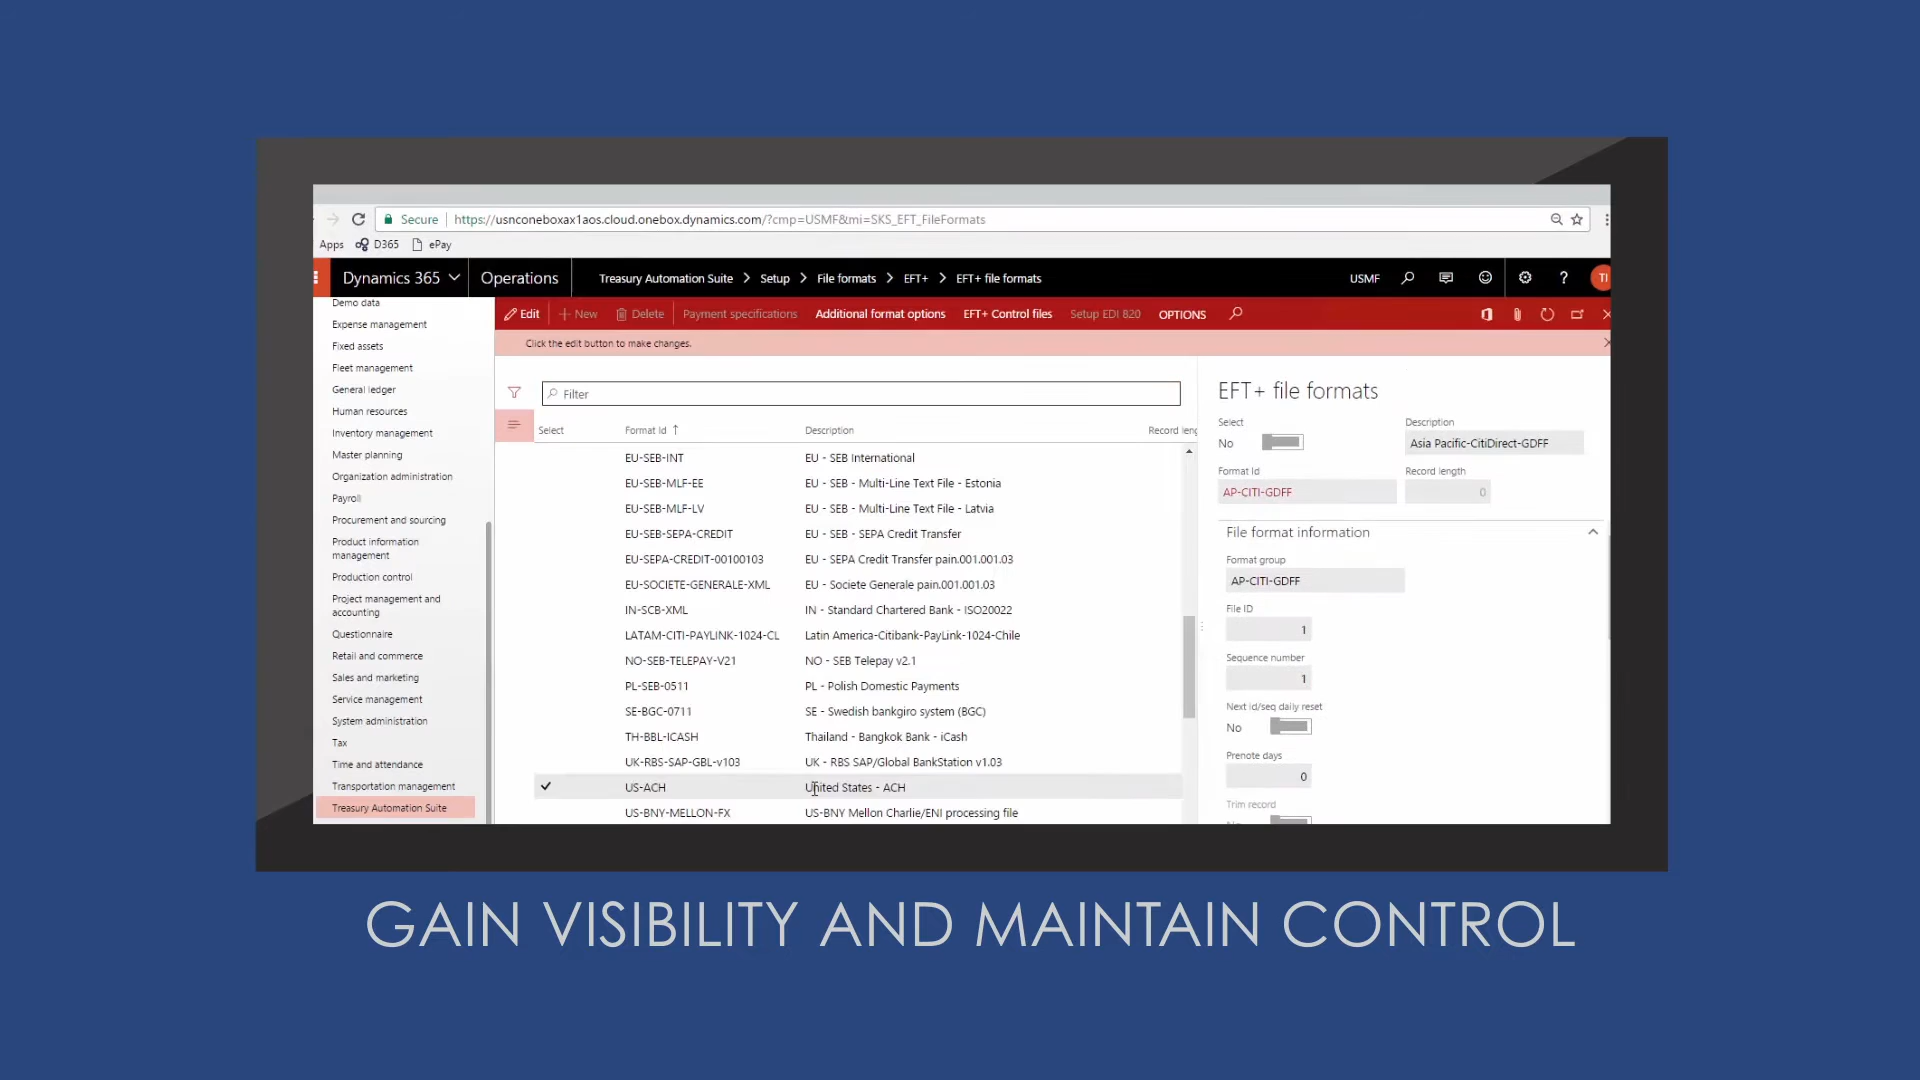 Secure https://usnconeboxax1aos.cloud.onebox.dynamics.com/?cmp=USMF&mi=SKS_EFT_FileFormats
Apps D365 ePay
Dynamics 365 Operations Treasury Automation Suite > Setup > File formats > EFT+ > EFT+ file formats USMF ? TI
Edit + New Delete Payment specifications Additional format options EFT+ Control files Setup EDI 820 OPTIONS
Click the edit button to make changes.
Demo data
Expense management
Fixed assets
Fleet management
General ledger
Human resources
Inventory management
Master planning
Organization administration
Payroll
Procurement and sourcing
Product information
management
Production control
Project management and
accounting
Questionnaire
Retail and commerce
Sales and marketing
Service management
System administration
Tax
Time and attendance
Transportation management
Treasury Automation Suite
Filter
Select Format Id ↑ Description Record leng
EU-SEB-INT EU - SEB International
EU-SEB-MLF-EE EU - SEB - Multi-Line Text File - Estonia
EU-SEB-MLF-LV EU - SEB - Multi-Line Text File - Latvia
EU-SEB-SEPA-CREDIT EU - SEB - SEPA Credit Transfer
EU-SEPA-CREDIT-00100103 EU - SEPA Credit Transfer pain.001.001.03
EU-SOCIETE-GENERALE-XML EU - Societe Generale pain.001.001.03
IN-SCB-XML IN - Standard Chartered Bank - ISO20022
LATAM-CITI-PAYLINK-1024-CL Latin America-Citibank-PayLink-1024-Chile
NO-SEB-TELEPAY-V21 NO - SEB Telepay v2.1
PL-SEB-0511 PL - Polish Domestic Payments
SE-BGC-0711 SE - Swedish bankgiro system (BGC)
TH-BBL-ICASH Thailand - Bangkok Bank - iCash
UK-RBS-SAP-GBL-v103 UK - RBS SAP/Global BankStation v1.03
US-ACH United States - ACH
US-BNY-MELLON-FX US-BNY Mellon Charlie/ENI processing file
EFT+ file formats
Select Description
No Asia Pacific-CitiDirect-GDFF
Format Id Record length
AP-CITI-GDFF 0
File format information
Format group
AP-CITI-GDFF
File ID
1
Sequence number
1
Next id/seq daily reset
No
Prenote days
0
Trim record
GAIN VISIBILITY AND MAINTAIN CONTROL